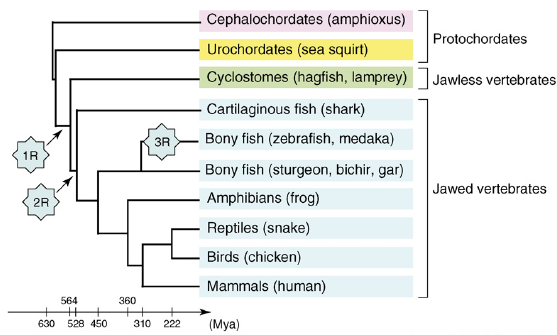 Cephalochordates (amphioxus)
Urochordates (sea squirt)
Protochordates
Cyclostomes (hagfish, lamprey)
Jawless vertebrates
Cartilaginous fish (shark)
Bony fish (zebrafish, medaka)
3R
1R
Bony fish (sturgeon, bichir, gar)
Jawed vertebrates
2R
Amphibians (frog)
Reptiles (snake)
Birds (chicken)
Mammals (human)
564 360
630 528 450 310 222 (Mya)